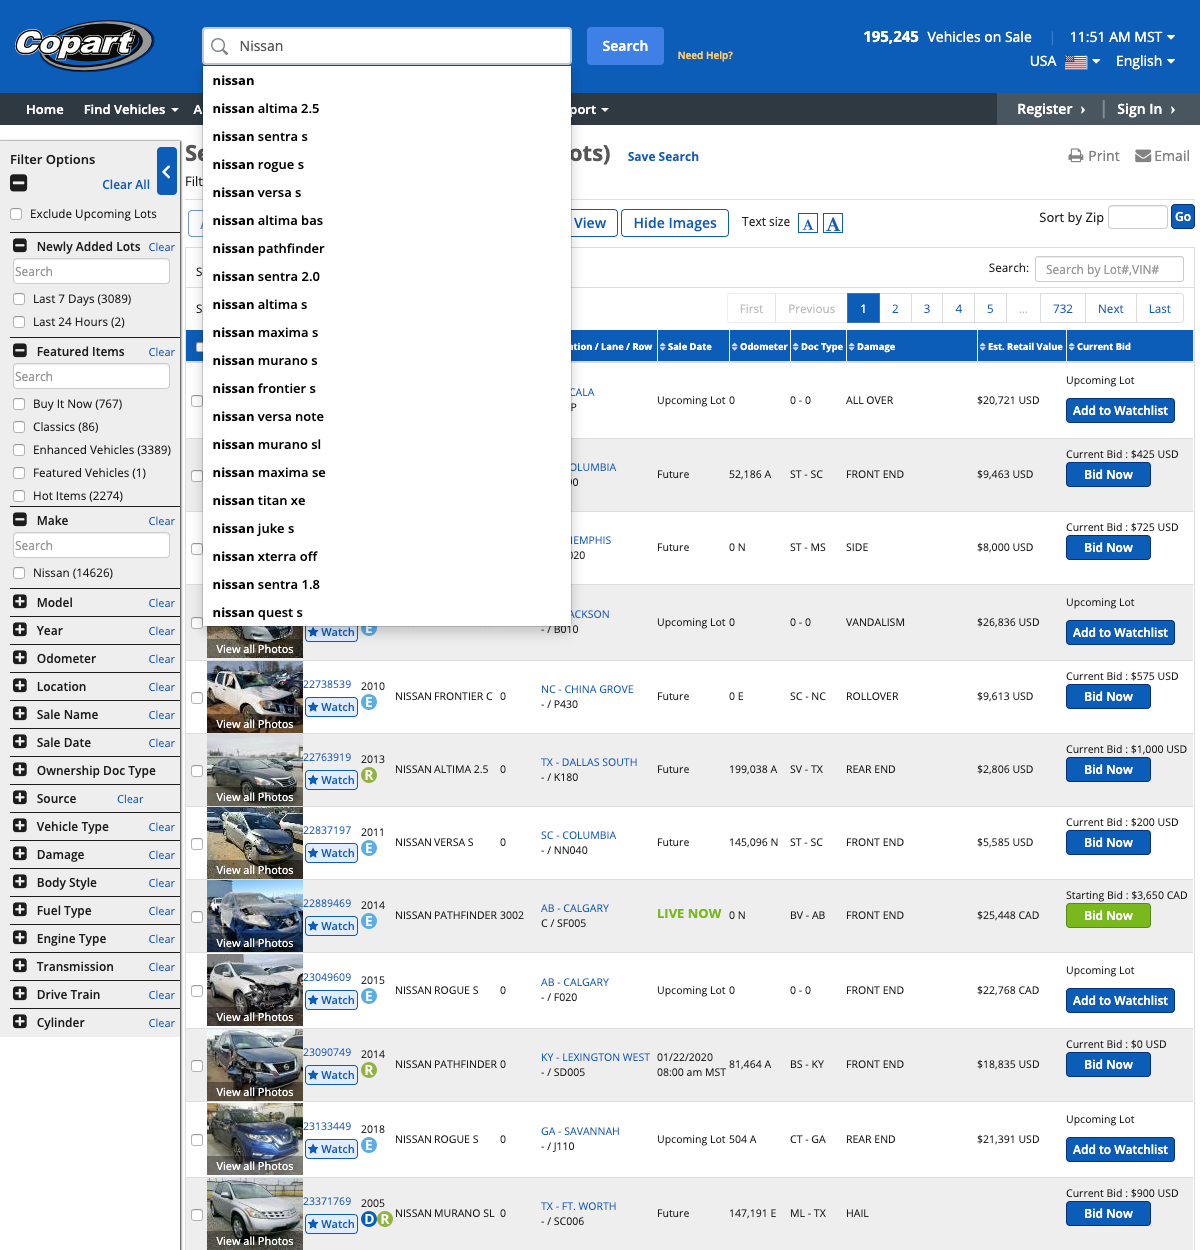 Copart
Nissan
Search
Need Help?
195,245 Vehicles on Sale
11:51 AM MST
USA
English
Home
Find Vehicles
A
port
Register ›
Sign In ›
nissan
nissan altima 2.5
nissan sentra s
nissan rogue s
nissan versa s
nissan altima bas
nissan pathfinder
nissan sentra 2.0
nissan altima s
nissan maxima s
nissan murano s
nissan frontier s
nissan versa note
nissan murano sl
nissan maxima se
nissan titan xe
nissan juke s
nissan xterra off
nissan sentra 1.8
nissan quest s
Filter Options
Clear All
Exclude Upcoming Lots
Newly Added Lots Clear
Search
Last 7 Days (3089)
Last 24 Hours (2)
Featured Items Clear
Search
Buy It Now (767)
Classics (86)
Enhanced Vehicles (3389)
Featured Vehicles (1)
Hot Items (2274)
Make Clear
Search
Nissan (14626)
Model Clear
Year Clear
Odometer Clear
Location Clear
Sale Name Clear
Sale Date Clear
Ownership Doc Type
Source Clear
Vehicle Type Clear
Damage Clear
Body Style Clear
Fuel Type Clear
Engine Type Clear
Transmission Clear
Drive Train Clear
Cylinder Clear
Se
ots)
Save Search
Print
Email
Filt
View
Hide Images
Text size A A
Sort by Zip
Go
S
Search:
Search by Lot#,VIN#
S
First Previous 1 2 3 4 5 ... 732 Next Last
tion / Lane / Row Sale Date Odometer Doc Type Damage Est. Retail Value Current Bid
CALA
P
Upcoming Lot 0 0 - 0 ALL OVER $20,721 USD
Upcoming Lot
Add to Watchlist
OLUMBIA
00
Future 52,186 A ST - SC FRONT END $9,463 USD
Current Bid : $425 USD
Bid Now
MEMPHIS
020
Future 0 N ST - MS SIDE $8,000 USD
Current Bid : $725 USD
Bid Now
View all Photos
Watch
E
ACKSON
- / B010
Upcoming Lot 0 0 - 0 VANDALISM $26,836 USD
Upcoming Lot
Add to Watchlist
View all Photos
22738539 2010
Watch E
NISSAN FRONTIER C 0
NC - CHINA GROVE
- / P430
Future 0 E SC - NC ROLLOVER $9,613 USD
Current Bid : $575 USD
Bid Now
View all Photos
22763919 2013
Watch R
NISSAN ALTIMA 2.5 0
TX - DALLAS SOUTH
- / K180
Future 199,038 A SV - TX REAR END $2,806 USD
Current Bid : $1,000 USD
Bid Now
View all Photos
22837197 2011
Watch E
NISSAN VERSA S 0
SC - COLUMBIA
- / NN040
Future 145,096 N ST - SC FRONT END $5,585 USD
Current Bid : $200 USD
Bid Now
View all Photos
22889469 2014
Watch E
NISSAN PATHFINDER 3002
AB - CALGARY
C / SF005
LIVE NOW 0 N BV - AB FRONT END $25,448 CAD
Starting Bid : $3,650 CAD
Bid Now
View all Photos
23049609 2015
Watch E
NISSAN ROGUE S 0
AB - CALGARY
- / F020
Upcoming Lot 0 0 - 0 FRONT END $22,768 CAD
Upcoming Lot
Add to Watchlist
View all Photos
23090749 2014
Watch R
NISSAN PATHFINDER 0
KY - LEXINGTON WEST
- / SD005
01/22/2020
08:00 am MST
81,464 A BS - KY FRONT END $18,835 USD
Current Bid : $0 USD
Bid Now
View all Photos
23133449 2018
Watch E
NISSAN ROGUE S 0
GA - SAVANNAH
- / J110
Upcoming Lot 504 A CT - GA REAR END $21,391 USD
Upcoming Lot
Add to Watchlist
View all Photos
23371769 2005
Watch D R
NISSAN MURANO SL 0
TX - FT. WORTH
- / SC006
Future 147,191 E ML - TX HAIL
Current Bid : $900 USD
Bid Now
View all Photos